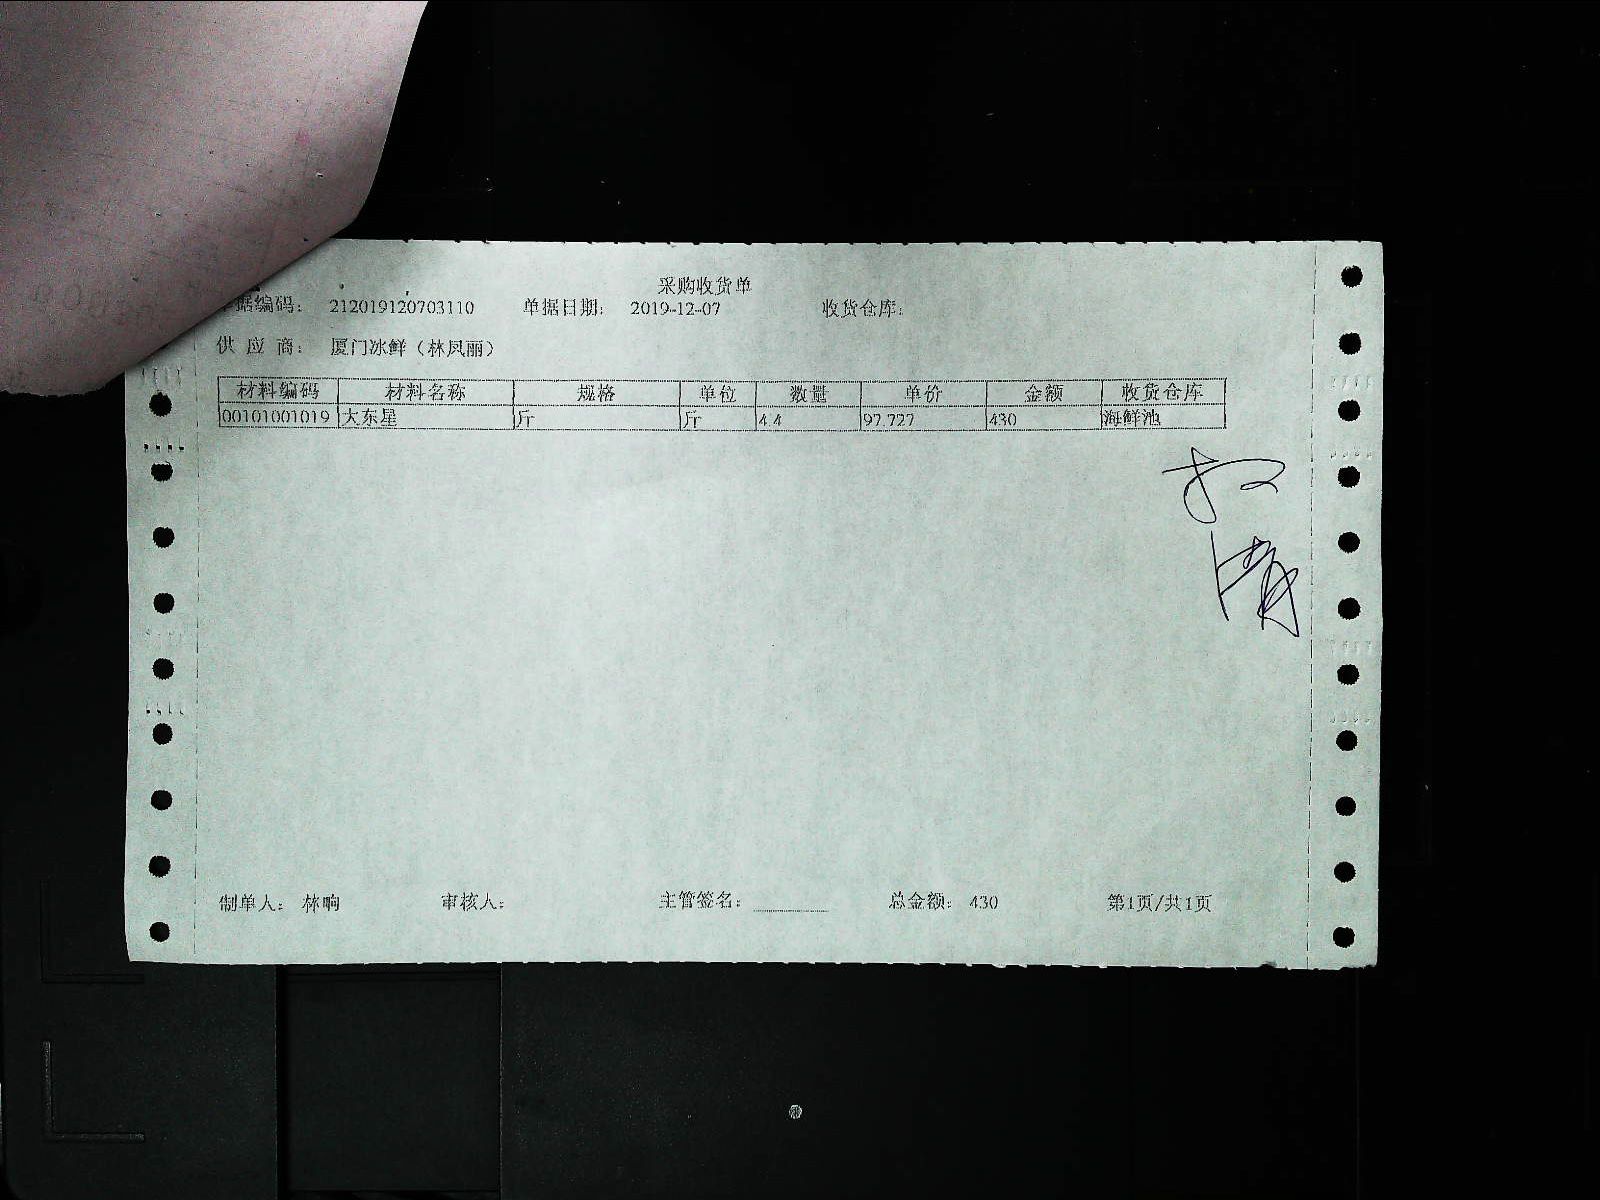 采购收货单
据编码： 212019120703110 单据日期： 2019-12-07 收货仓库：
供 应 商： 厦门冰鲜（林凤丽）
材料编码 材料名称 规格 单位 数量 单价 金额 收货仓库
00101001019 大东星 斤 斤 4.4 97.727 430 海鲜池
制单人： 林晌 审核人： 主管签名： 总金额： 430 第1页/共1页